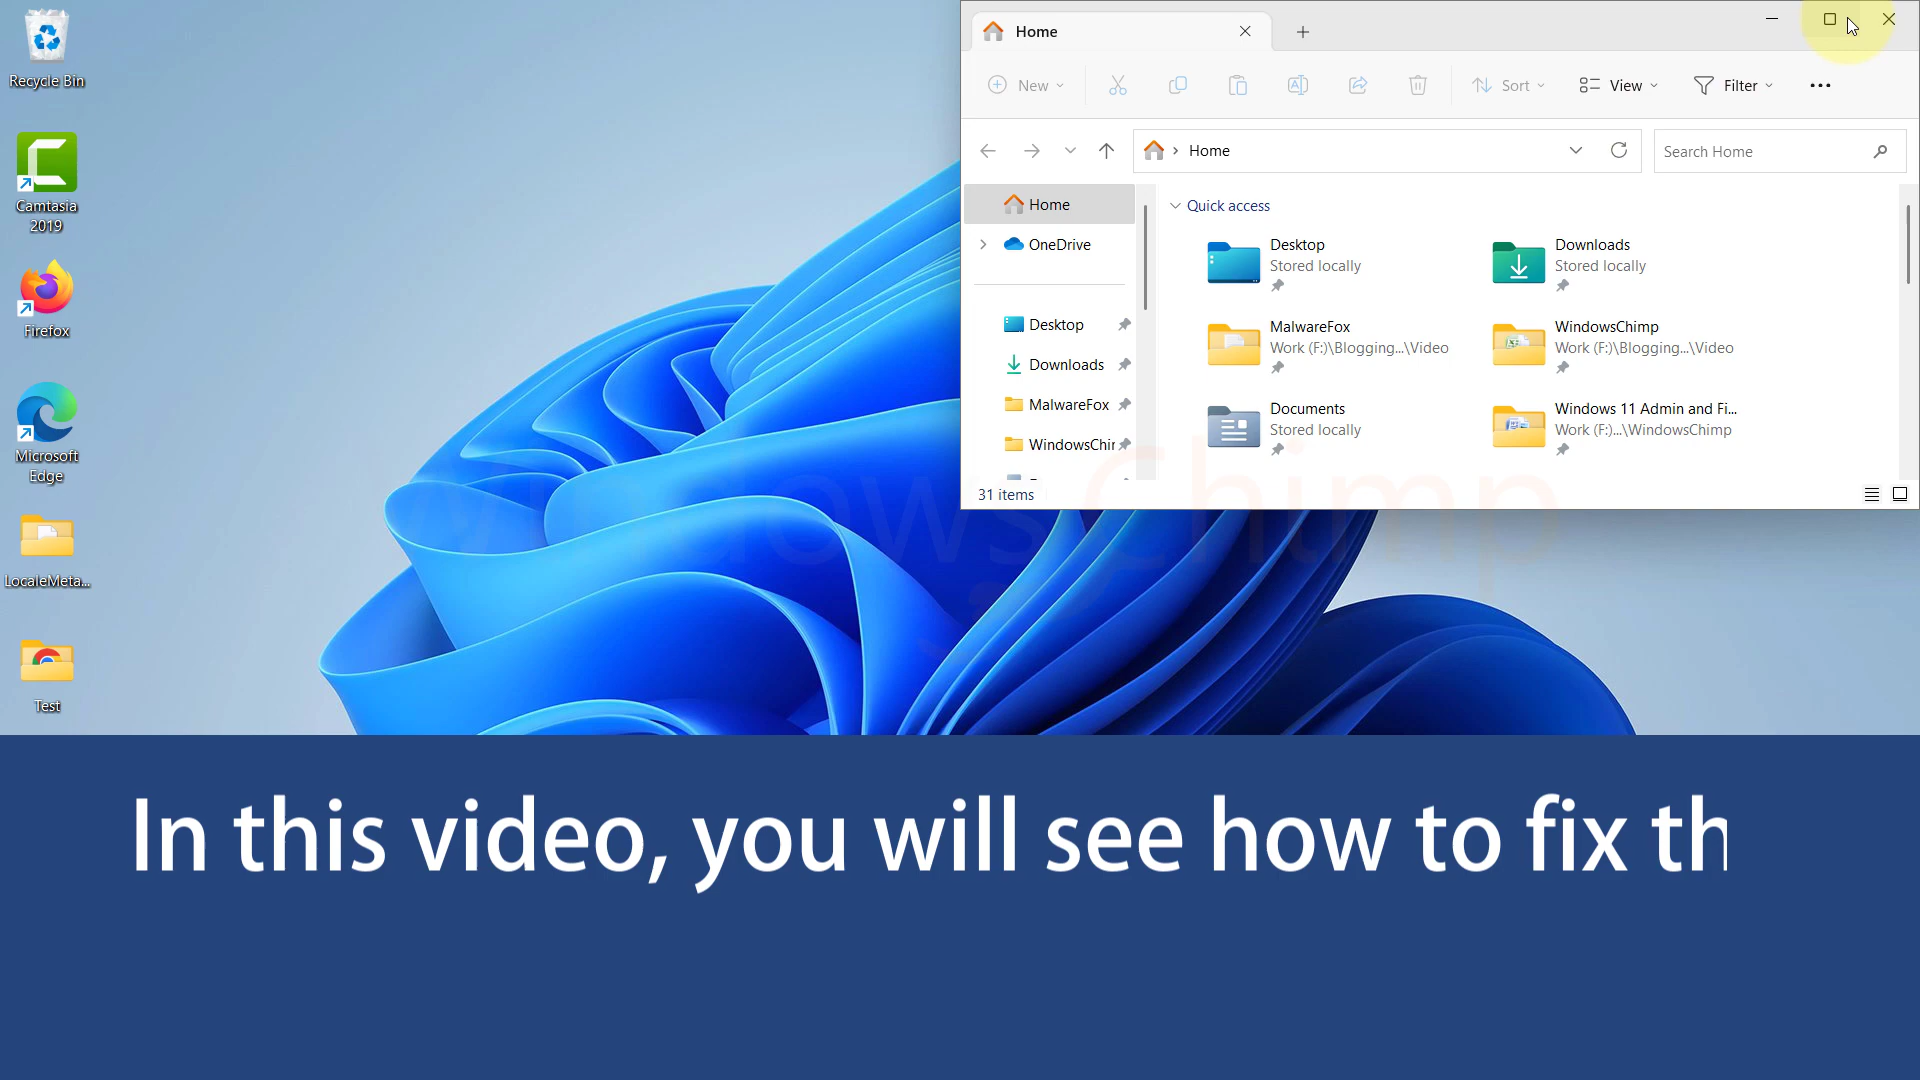 Recycle Bin
Camtasia
2019
Firefox
Microsoft
Edge
LocaleMeta...
Test
Home
New
Sort
View
Filter
Home
Search Home
Home
OneDrive
Desktop
Downloads
MalwareFox
WindowsChir
Quick access
Desktop
Stored locally
Downloads
Stored locally
MalwareFox
Work (F:)\Blogging...\Video
WindowsChimp
Work (F:)\Blogging...\Video
Documents
Stored locally
Windows 11 Admin and Fi...
Work (F:)...\WindowsChimp
31 items
WindowsChimp
In this video, you will see how to fix th